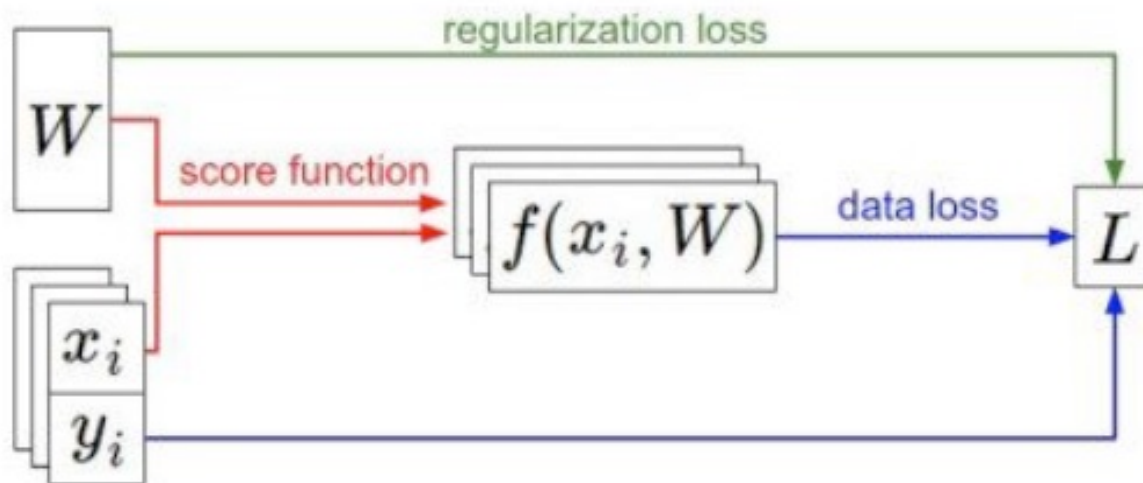 regularization loss
W
score function
f(x_i, W)
data loss
L
x_i
y_i